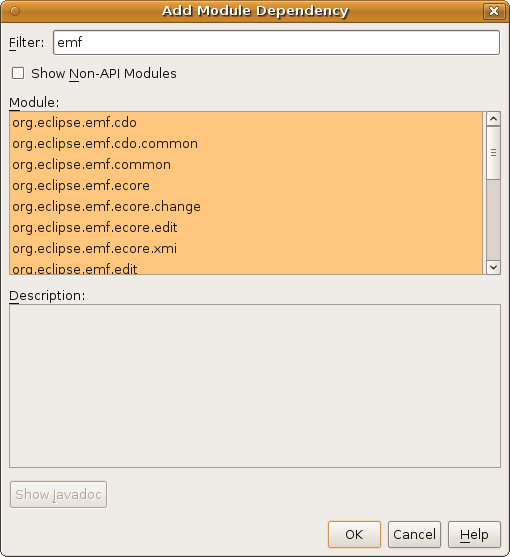 Add Module Dependency
Filter: emf
Show Non-API Modules
Module:
org.eclipse.emf.cdo
org.eclipse.emf.cdo.common
org.eclipse.emf.common
org.eclipse.emf.ecore
org.eclipse.emf.ecore.change
org.eclipse.emf.ecore.edit
org.eclipse.emf.ecore.xmi
org.eclipse.emf.edit
Description:
Show Javadoc
OK Cancel Help